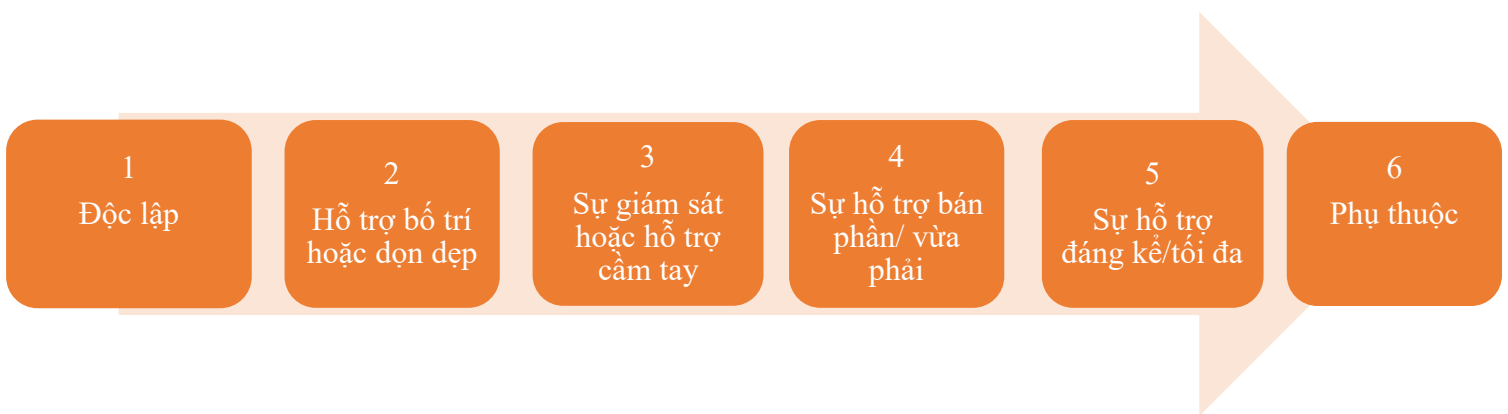 1
Độc lập
2
Hỗ trợ bố trí
hoặc dọn dẹp
3
Sự giám sát
hoặc hỗ trợ
cầm tay
4
Sự hỗ trợ bán
phần/ vừa
phải
5
Sự hỗ trợ
đáng kể/tối đa
6
Phụ thuộc